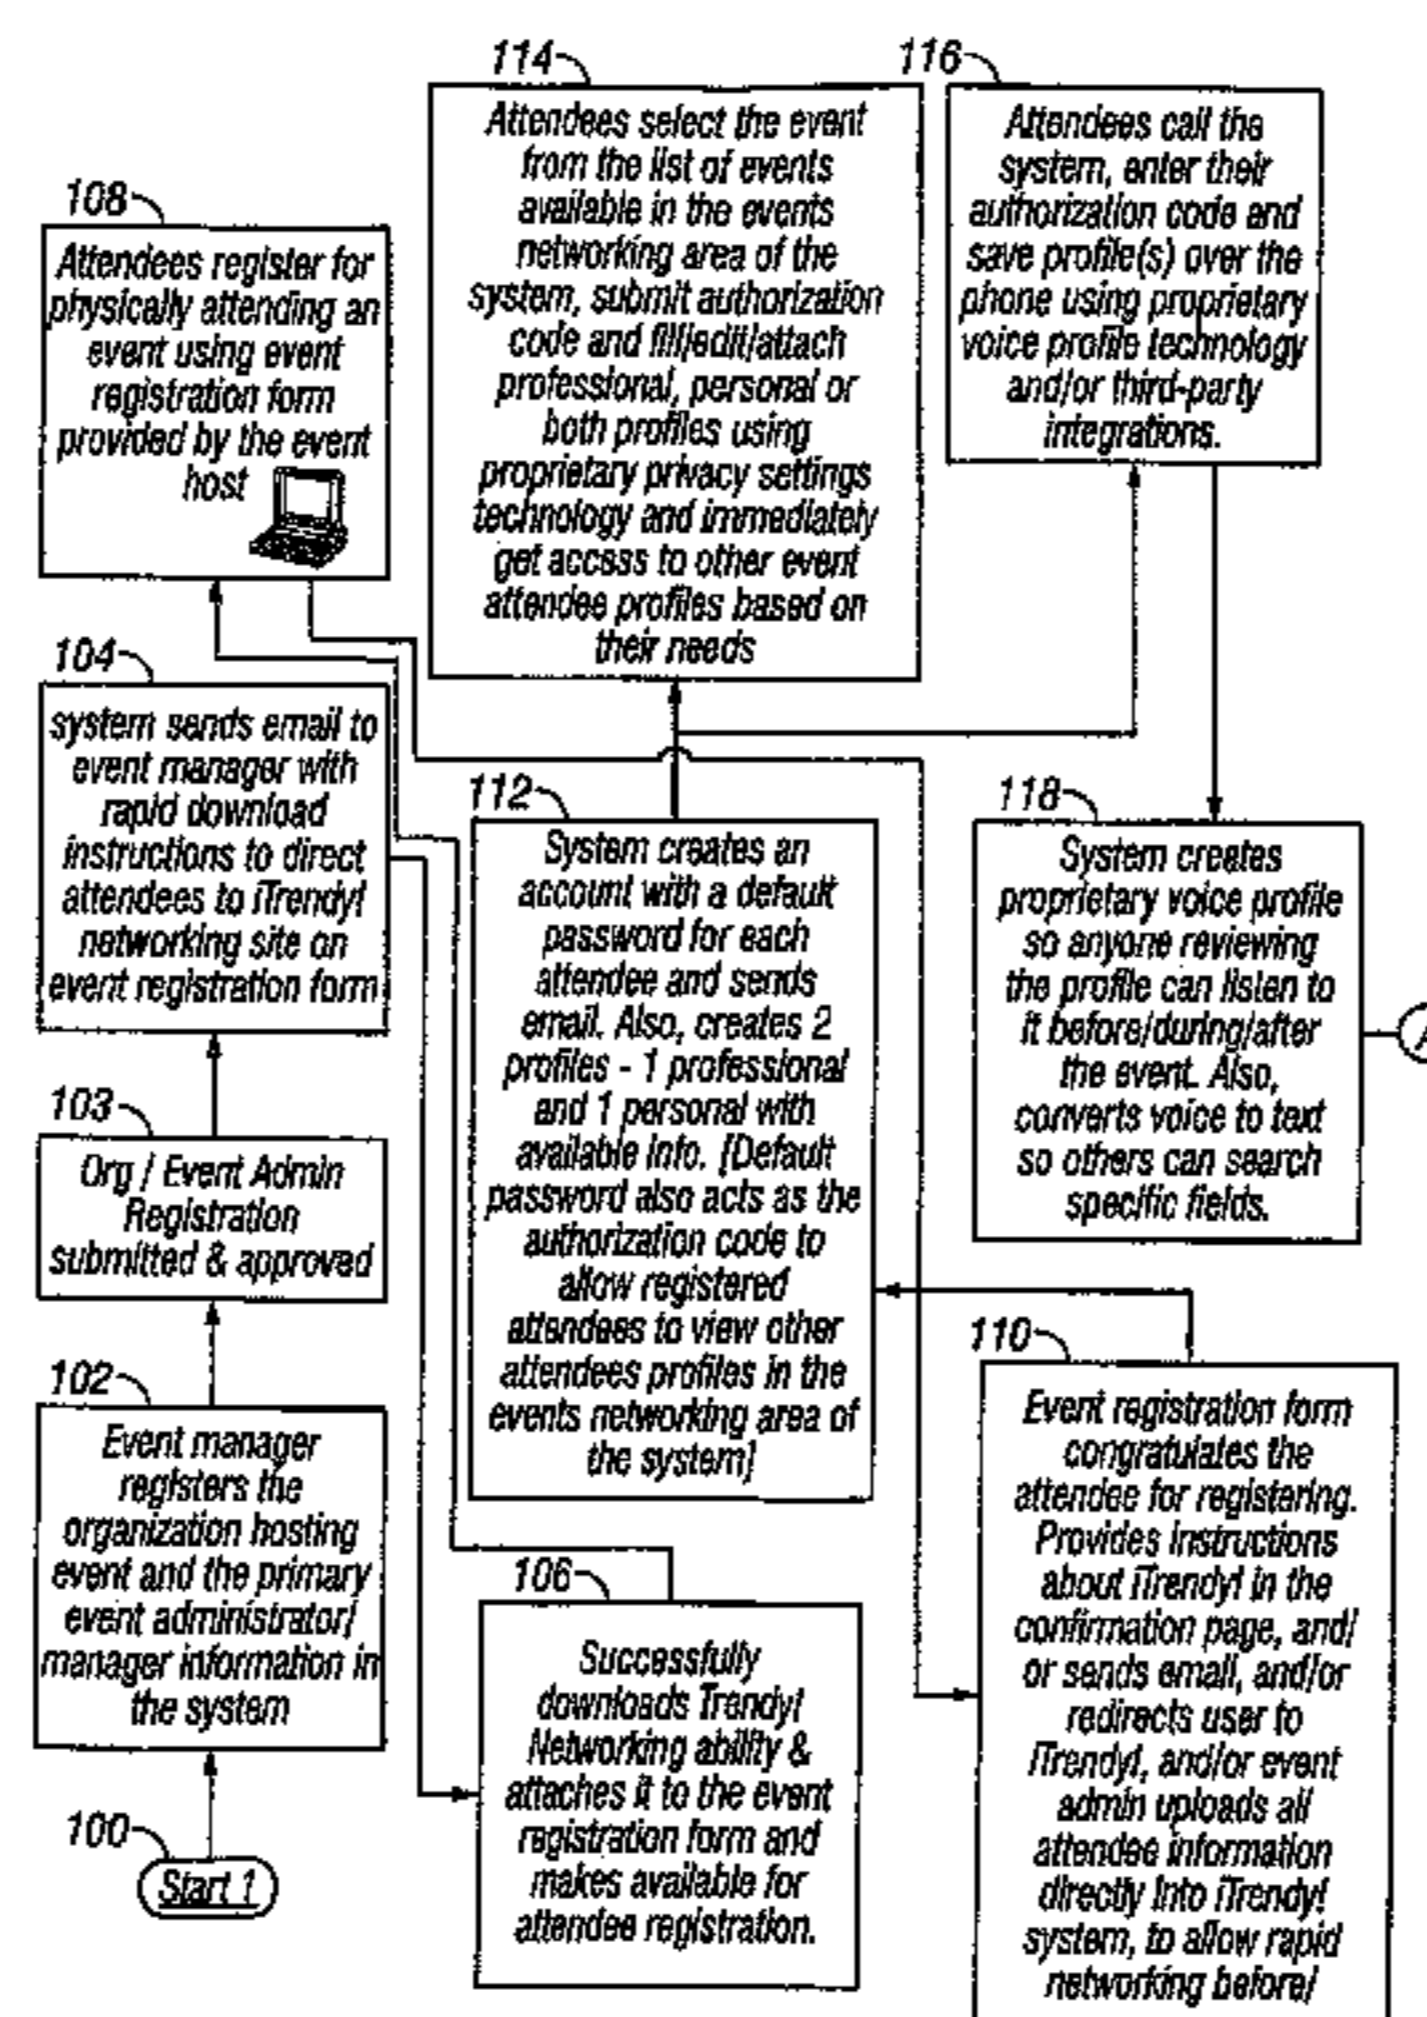 114
Attendees select the event
from the list of events
available in the events
networking area of the
system, submit authorization
code and fill/edit/attach
professional, personal or
both profiles using
proprietary privacy settings
technology and immediately
get access to other event
attendee profiles based on
their needs
116
Attendees call the
system, enter their
authorization code and
save profile(s) over the
phone using proprietary
voice profile technology
and/or third-party
integrations.
108
Attendees register for
physically attending an
event using event
registration form
provided by the event
host
104
system sends email to
event manager with
rapid download
instructions to direct
attendees to iTrendy!
networking site on
event registration form
112
System creates an
account with a default
password for each
attendee and sends
email. Also, creates 2
profiles - 1 professional
and 1 personal with
available info. [Default
password also acts as the
authorization code to
allow registered
attendees to view other
attendees profiles in the
events networking area of
the system]
118
System creates
proprietary voice profile
so anyone reviewing
the profile can listen to
it before/during/after
the event. Also,
converts voice to text
so others can search
specific fields.
103
Org / Event Admin
Registration
submitted & approved
102
Event manager
registers the
organization hosting
event and the primary
event administrator/
manager information in
the system
100
Start 1
106
Successfully
downloads Trendy!
Networking ability &
attaches it to the event
registration form and
makes available for
attendee registration.
110
Event registration form
congratulates the
attendee for registering.
Provides instructions
about iTrendy! in the
confirmation page, and/
or sends email, and/or
redirects user to
iTrendy!, and/or event
admin uploads all
attendee information
directly into iTrendy!
system, to allow rapid
networking before/